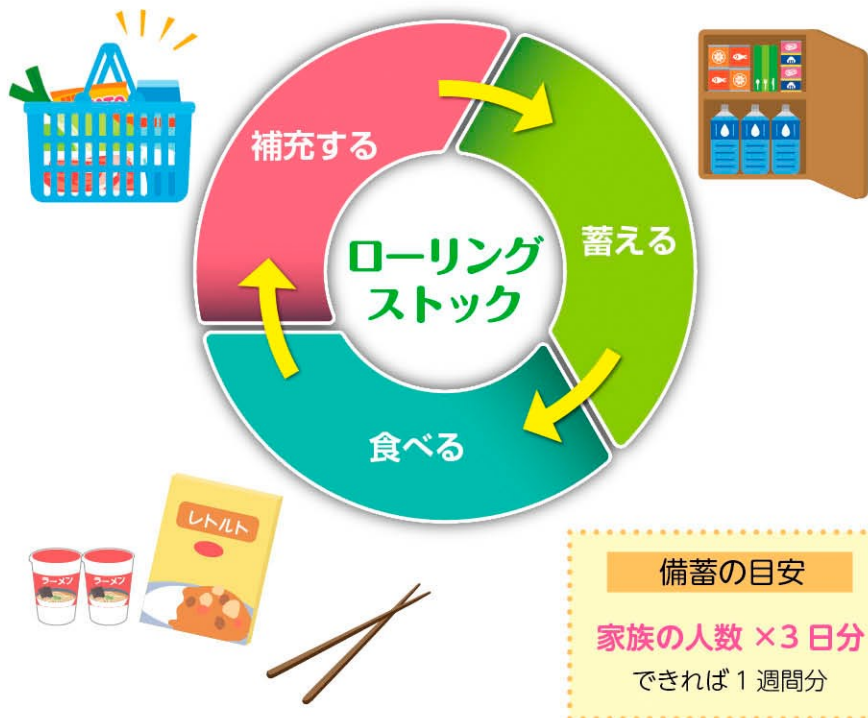 補充する
蓄える
ローリング
ストック
食べる
レトルト
ラーメン
ラーメン
備蓄の目安
家族の人数 ×3 日分
できれば 1 週間分